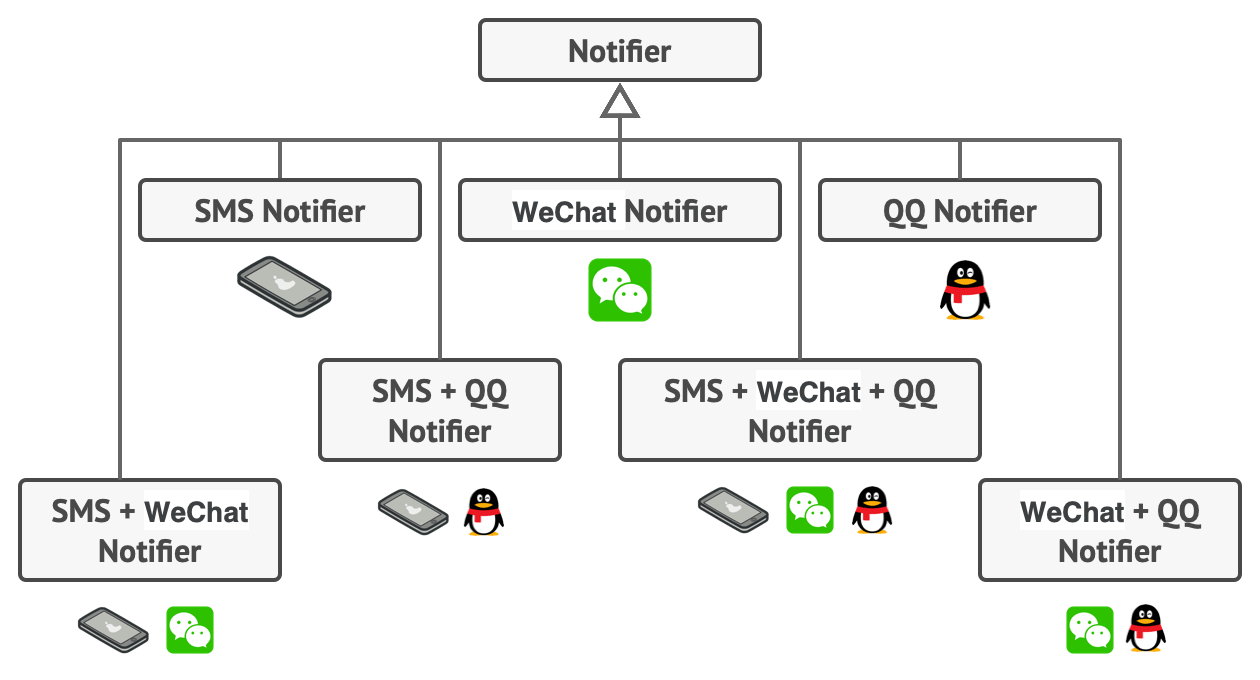 Notifier
SMS Notifier
WeChat Notifier
QQ Notifier
SMS + QQ
Notifier
SMS + WeChat + QQ
Notifier
SMS + WeChat
Notifier
WeChat + QQ
Notifier